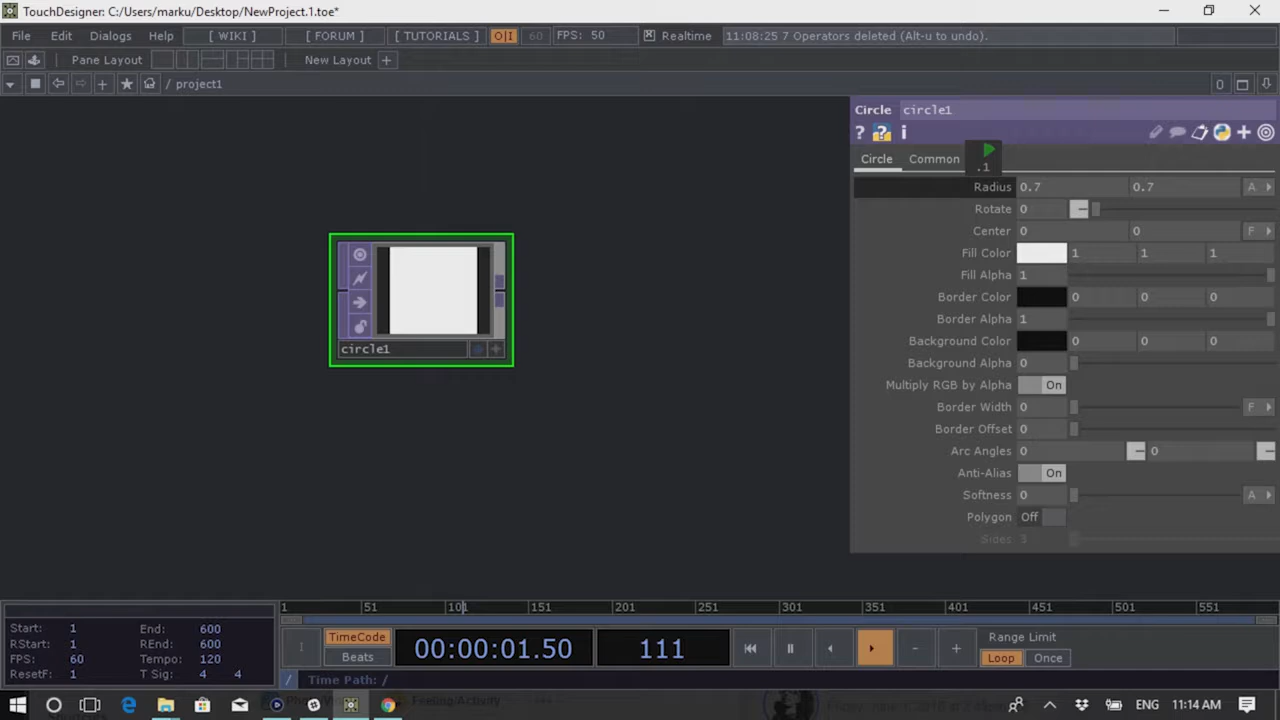 TouchDesigner: C:/Users/marku/Desktop/NewProject.1.toe*
File Edit Dialogs Help [ WIKI ] [ FORUM ] [ TUTORIALS ] O|I 60 FPS: 50 Realtime 11:08:25 7 Operators deleted (Alt-u to undo).
Pane Layout New Layout +
/ project1 0
Circle circle1
? ? i
Circle Common .1
Radius 0.7 0.7 A
Rotate 0
Center 0 0 F
Fill Color 1 1 1
Fill Alpha 1
Border Color 0 0 0
Border Alpha 1
Background Color 0 0 0
Background Alpha 0
Multiply RGB by Alpha On
Border Width 0 F
Border Offset 0
Arc Angles 0 0
Anti-Alias On
Softness 0 A
Polygon Off
Sides 3
circle1
1 51 101 151 201 251 301 351 401 451 501 551
Start: 1 End: 600
RStart: 1 REnd: 600
FPS: 60 Tempo: 120
ResetF: 1 T Sig: 4 4
TimeCode
Beats
00:00:01.50 111
Range Limit
Loop Once
/ Time Path: /
Feeling/Activity
ENG 11:14 AM